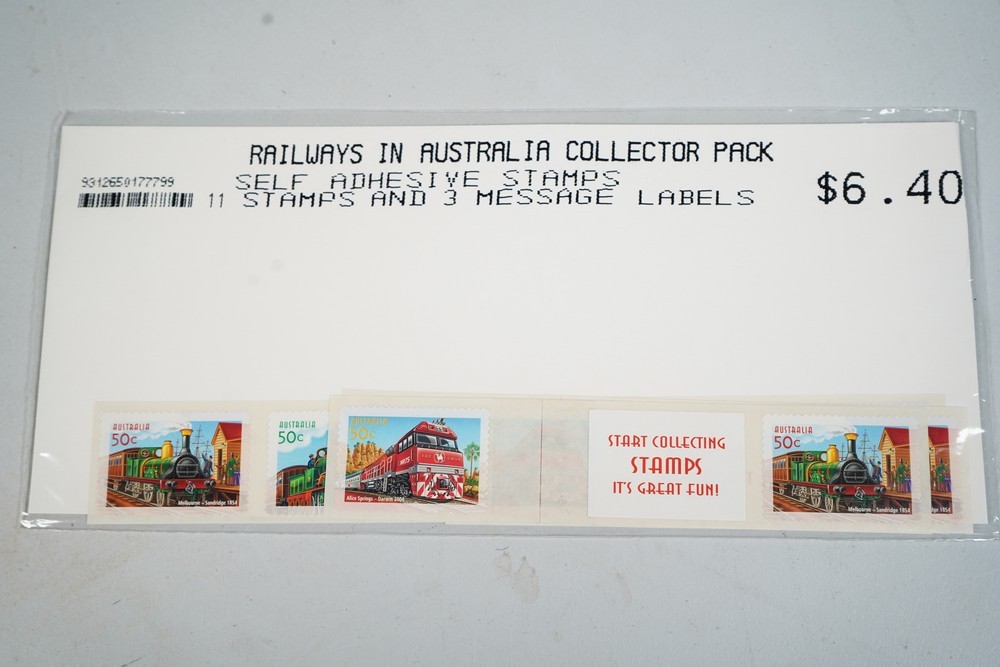 RAILWAYS IN AUSTRALIA COLLECTOR PACK
9312650177799
SELF ADHESIVE STAMPS
11 STAMPS AND 3 MESSAGE LABELS
$6.40
AUSTRALIA
50c
Melbourne – Sandridge 1854
AUSTRALIA
50c
AUSTRALIA
50c
Alice Springs – Darwin 2004
START COLLECTING
STAMPS
IT'S GREAT FUN!
AUSTRALIA
50c
Melbourne – Sandridge 1854
1854